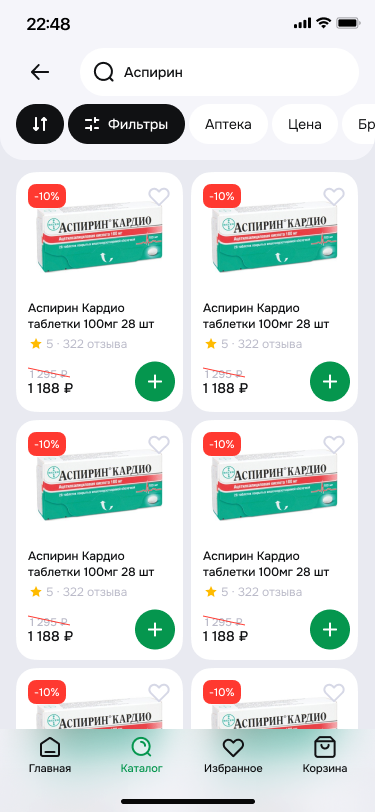 22:48
Аспирин
Фильтры
Аптека
Цена
Бр
-10%
-10%
АСПИРИН® КАРДИО
АСПИРИН® КАРДИО
Аспирин Кардио
таблетки 100мг 28 шт
Аспирин Кардио
таблетки 100мг 28 шт
5 · 322 отзыва
5 · 322 отзыва
1 295 ₽
1 188 ₽
1 295 ₽
1 188 ₽
-10%
-10%
АСПИРИН® КАРДИО
АСПИРИН® КАРДИО
Аспирин Кардио
таблетки 100мг 28 шт
Аспирин Кардио
таблетки 100мг 28 шт
5 · 322 отзыва
5 · 322 отзыва
1 295 ₽
1 188 ₽
1 295 ₽
1 188 ₽
-10%
-10%
АСПИРИН® КАРДИО
АСПИРИН® КАРДИО
Главная
Каталог
Избранное
Корзина